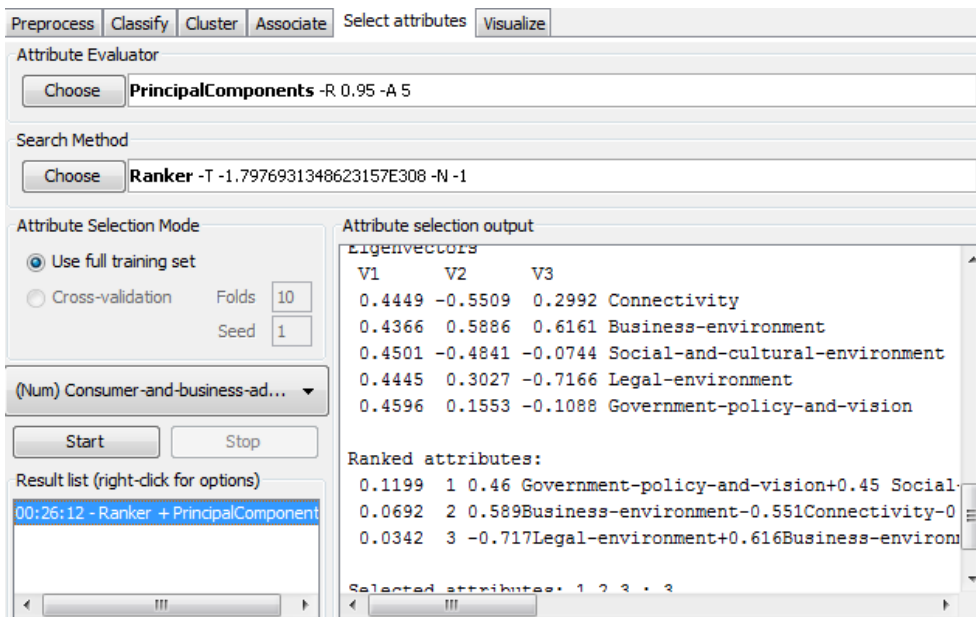 Preprocess Classify Cluster Associate Select attributes Visualize
Attribute Evaluator
Choose PrincipalComponents -R 0.95 -A 5
Search Method
Choose Ranker -T -1.7976931348623157E308 -N -1
Attribute Selection Mode
Use full training set
Cross-validation Folds 10
Seed 1
(Num) Consumer-and-business-ad...
Start Stop
Result list (right-click for options)
00:26:12 - Ranker + PrincipalComponent
Attribute selection output
Eigenvectors
V1 V2 V3
0.4449 -0.5509 0.2992 Connectivity
0.4366 0.5886 0.6161 Business-environment
0.4501 -0.4841 -0.0744 Social-and-cultural-environment
0.4445 0.3027 -0.7166 Legal-environment
0.4596 0.1553 -0.1088 Government-policy-and-vision
Ranked attributes:
0.1199 1 0.46 Government-policy-and-vision+0.45 Social-
0.0692 2 0.589Business-environment-0.551Connectivity-0
0.0342 3 -0.717Legal-environment+0.616Business-environm
Selected attributes: 1,2,3 : 3